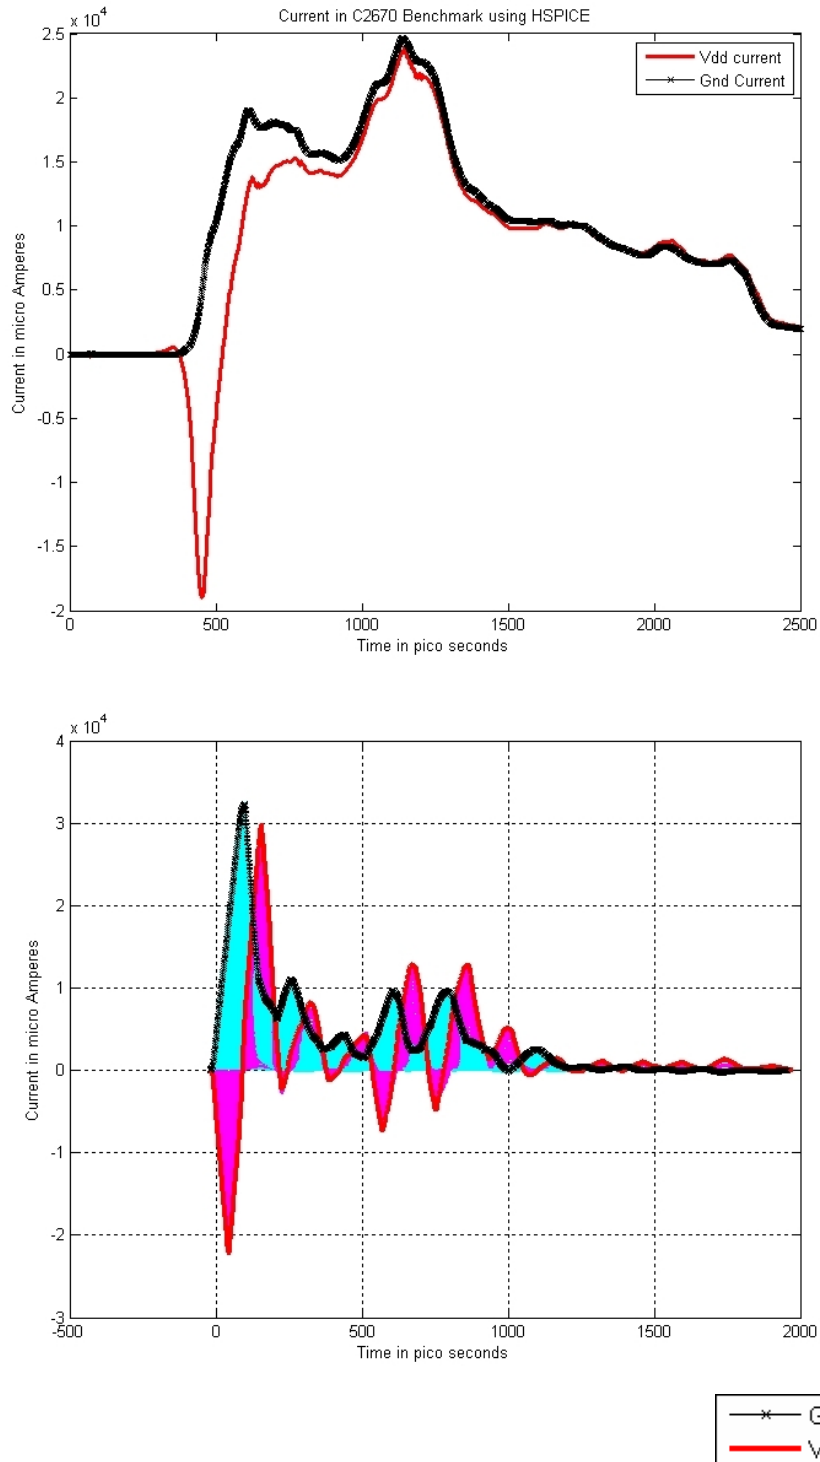 Current in C2670 Benchmark using HSPICE
x 10^4
2.5
2
1.5
1
0.5
0
-0.5
-1
-1.5
-2
Current in micro Amperes
Vdd current
Gnd Current
0 500 1000 1500 2000 2500
Time in pico seconds
x 10^4
4
3
2
1
0
-1
-2
-3
Current in micro Amperes
-500 0 500 1000 1500 2000
Time in pico seconds
G
V